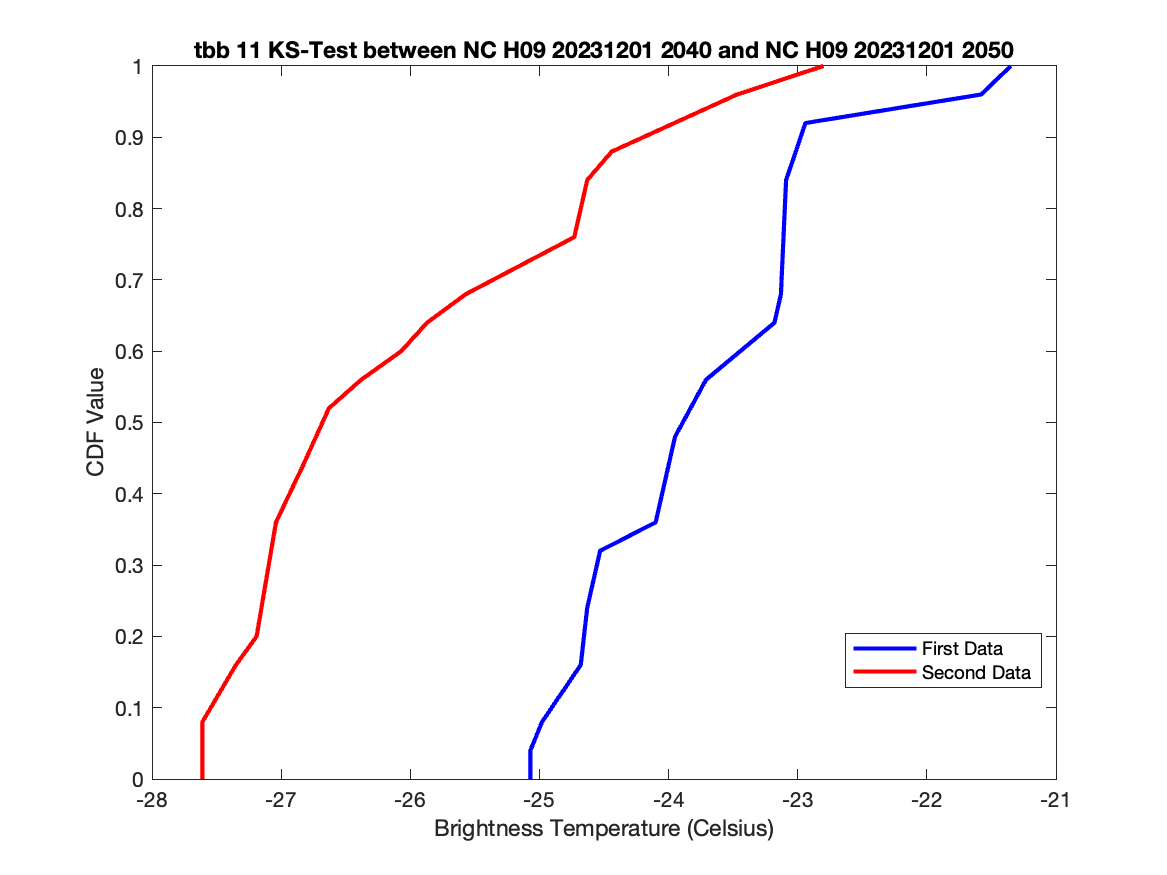 tbb 11 KS-Test between NC H09 20231201 2040 and NC H09 20231201 2050
1
0.9
0.8
0.7
0.6
0.5
0.4
0.3
0.2
0.1
0
CDF Value
First Data
Second Data
-28 -27 -26 -25 -24 -23 -22 -21
Brightness Temperature (Celsius)